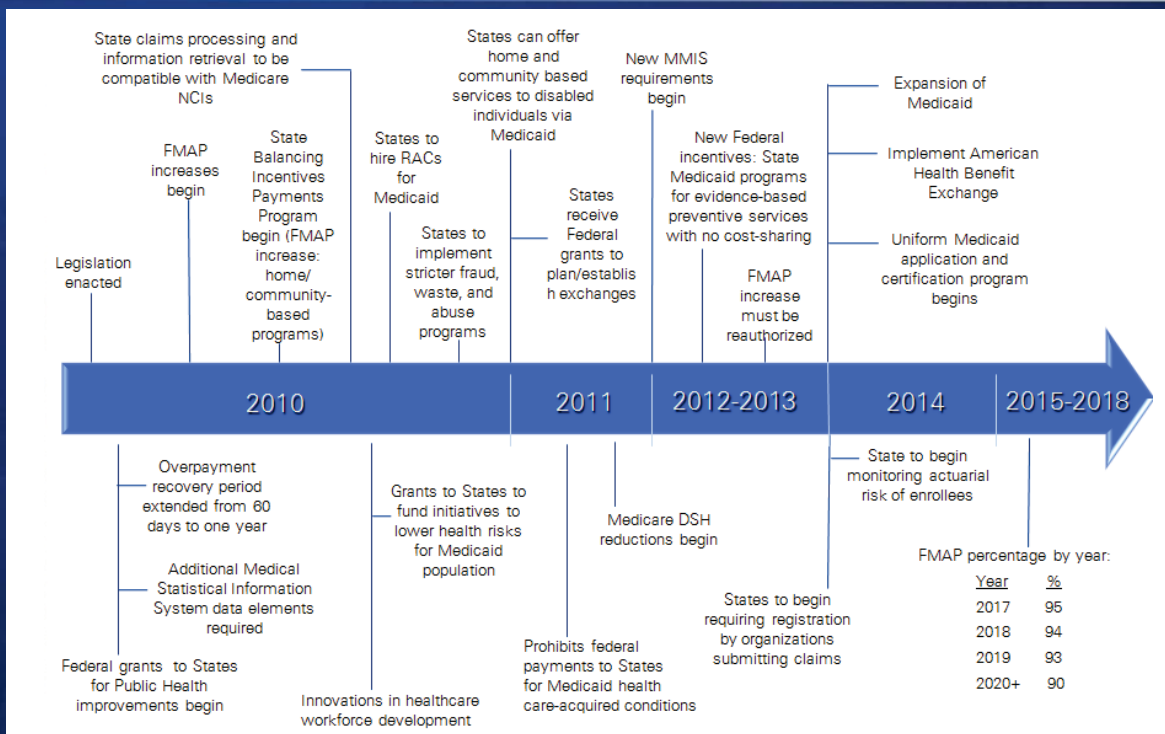 State claims processing and
information retrieval to be
compatible with Medicare
NCIs
FMAP
increases
begin
State
Balancing
Incentives
Payments
Program
begin (FMAP
increase:
home/
community-
based
programs)
Legislation
enacted
States to
hire RACs
for
Medicaid
States to
implement
stricter fraud,
waste, and
abuse
programs
States can offer
home and
community based
services to disabled
individuals via
Medicaid
States
receive
Federal
grants to
plan/establis
h exchanges
New MMIS
requirements
begin
New Federal
incentives: State
Medicaid programs
for evidence-based
preventive services
with no cost-sharing
FMAP
increase
must be
reauthorized
Expansion of
Medicaid
Implement American
Health Benefit
Exchange
Uniform Medicaid
application and
certification program
begins
2010
2011
2012-2013
2014
2015-2018
Overpayment
recovery period
extended from 60
days to one year
Additional Medical
Statistical Information
System data elements
required
Federal grants to States
for Public Health
improvements begin
Grants to States to
fund initiatives to
lower health risks
for Medicaid
population
Innovations in healthcare
workforce development
Medicare DSH
reductions begin
Prohibits federal
payments to States
for Medicaid health
care-acquired conditions
State to begin
monitoring actuarial
risk of enrollees
States to begin
requiring registration
by organizations
submitting claims
FMAP percentage by year:
Year %
2017 95
2018 94
2019 93
2020+ 90